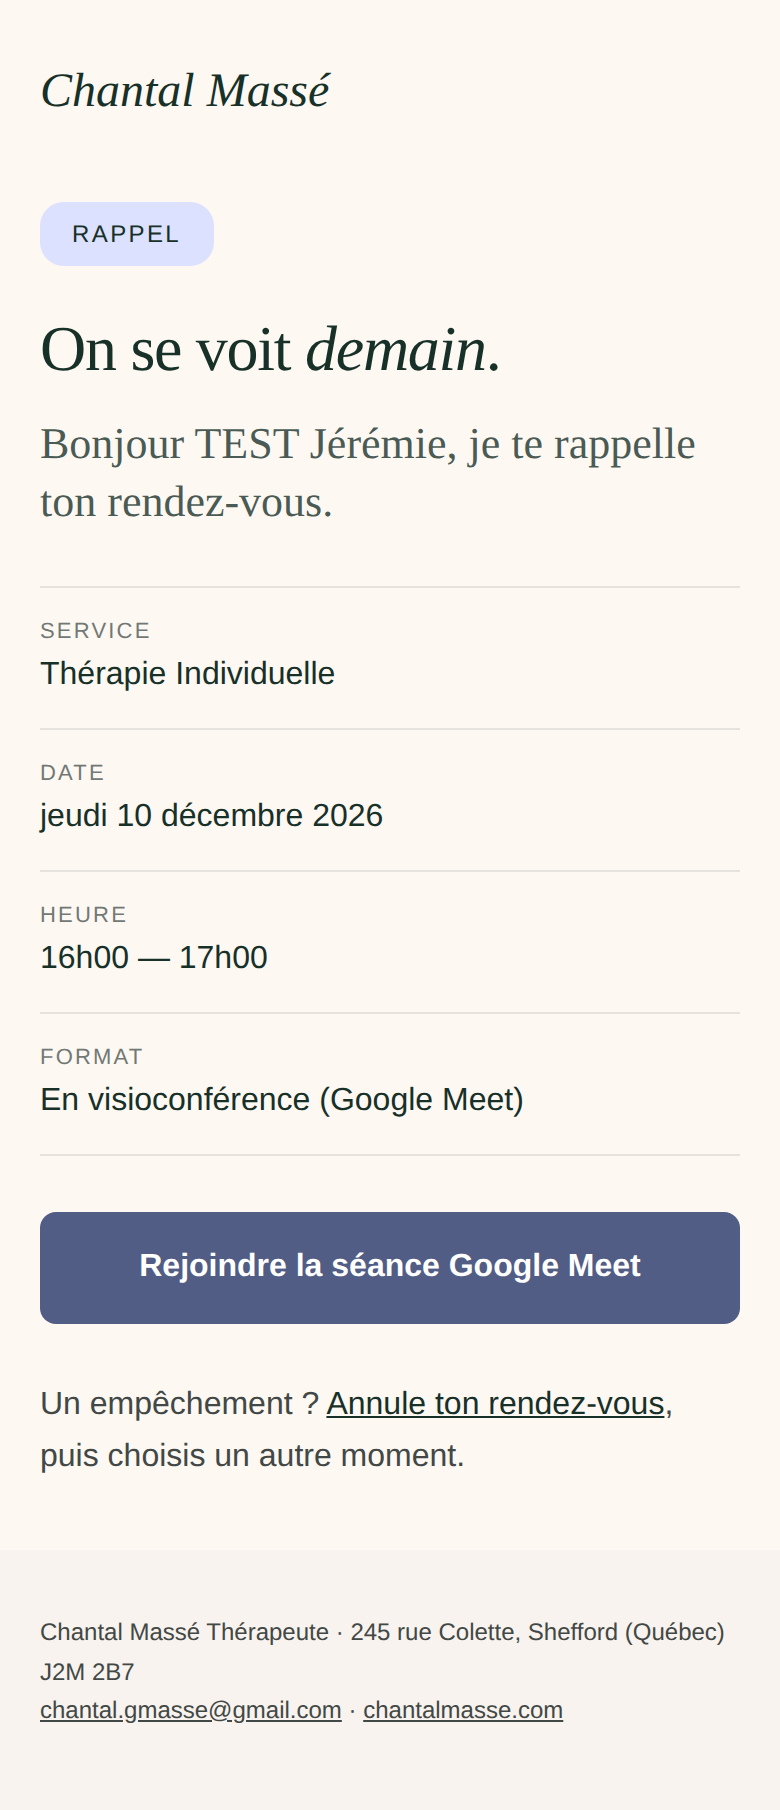 Chantal Massé
RAPPEL
On se voit demain.
Bonjour TEST Jérémie, je te rappelle
ton rendez-vous.
SERVICE
Thérapie Individuelle
DATE
jeudi 10 décembre 2026
HEURE
16h00 — 17h00
FORMAT
En visioconférence (Google Meet)
Rejoindre la séance Google Meet
Un empêchement ? Annule ton rendez-vous,
puis choisis un autre moment.
Chantal Massé Thérapeute · 245 rue Colette, Shefford (Québec)
J2M 2B7
chantal.gmasse@gmail.com · chantalmasse.com